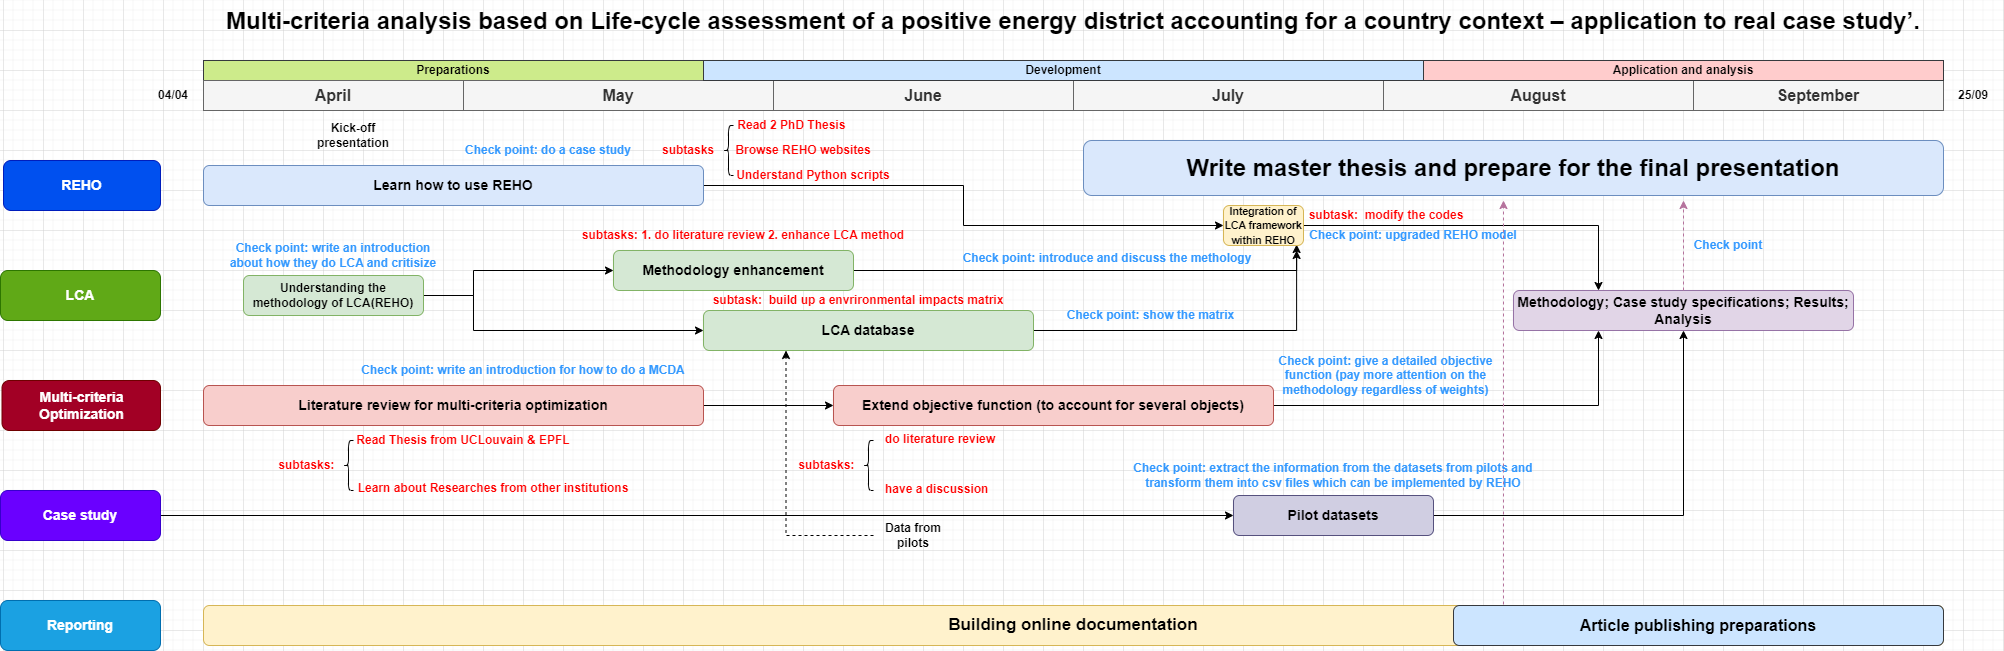 Multi-criteria analysis based on Life-cycle assessment of a positive energy district accounting for a country context – application to real case study’.
Preparations
Development
Application and analysis
04/04
April
May
June
July
August
September
25/09
Kick-off
presentation
Check point: do a case study
subtasks
Read 2 PhD Thesis
Browse REHO websites
Understand Python scripts
REHO
Learn how to use REHO
Write master thesis and prepare for the final presentation
Integration of
LCA framework
within REHO
subtask:  modify the codes
Check point: upgraded REHO model
Check point
subtasks: 1. do literature review 2. enhance LCA method
Check point: write an introduction
about how they do LCA and critisize
Methodology enhancement
Check point: introduce and discuss the methology
LCA
Understanding the
methodology of LCA(REHO)
subtask:  build up a envrironmental impacts matrix
LCA database
Check point: show the matrix
Methodology; Case study specifications; Results;
Analysis
Check point: write an introduction for how to do a MCDA
Check point: give a detailed objective
function (pay more attention on the
methodology regardless of weights)
Multi-criteria
Optimization
Literature review for multi-criteria optimization
Extend objective function (to account for several objects)
subtasks:
Read Thesis from UCLouvain & EPFL
Learn about Researches from other institutions
subtasks:
do literature review
have a discussion
Check point: extract the information from the datasets from pilots and
transform them into csv files which can be implemented by REHO
Case study
Pilot datasets
Data from
pilots
Reporting
Building online documentation
Article publishing preparations